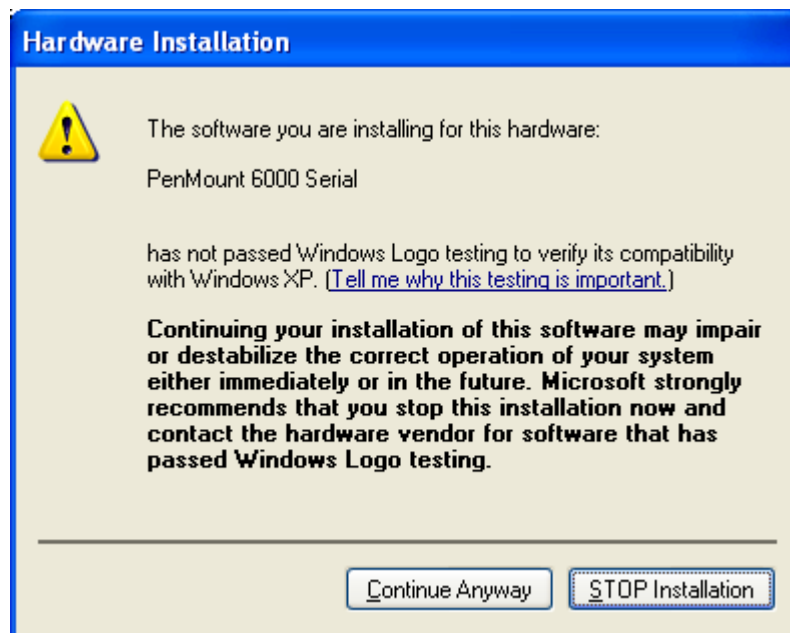 Hardware Installation
The software you are installing for this hardware:
PenMount 6000 Serial
has not passed Windows Logo testing to verify its compatibility
with Windows XP. (Tell me why this testing is important.)
Continuing your installation of this software may impair
or destabilize the correct operation of your system
either immediately or in the future. Microsoft strongly
recommends that you stop this installation now and
contact the hardware vendor for software that has
passed Windows Logo testing.
Continue Anyway STOP Installation